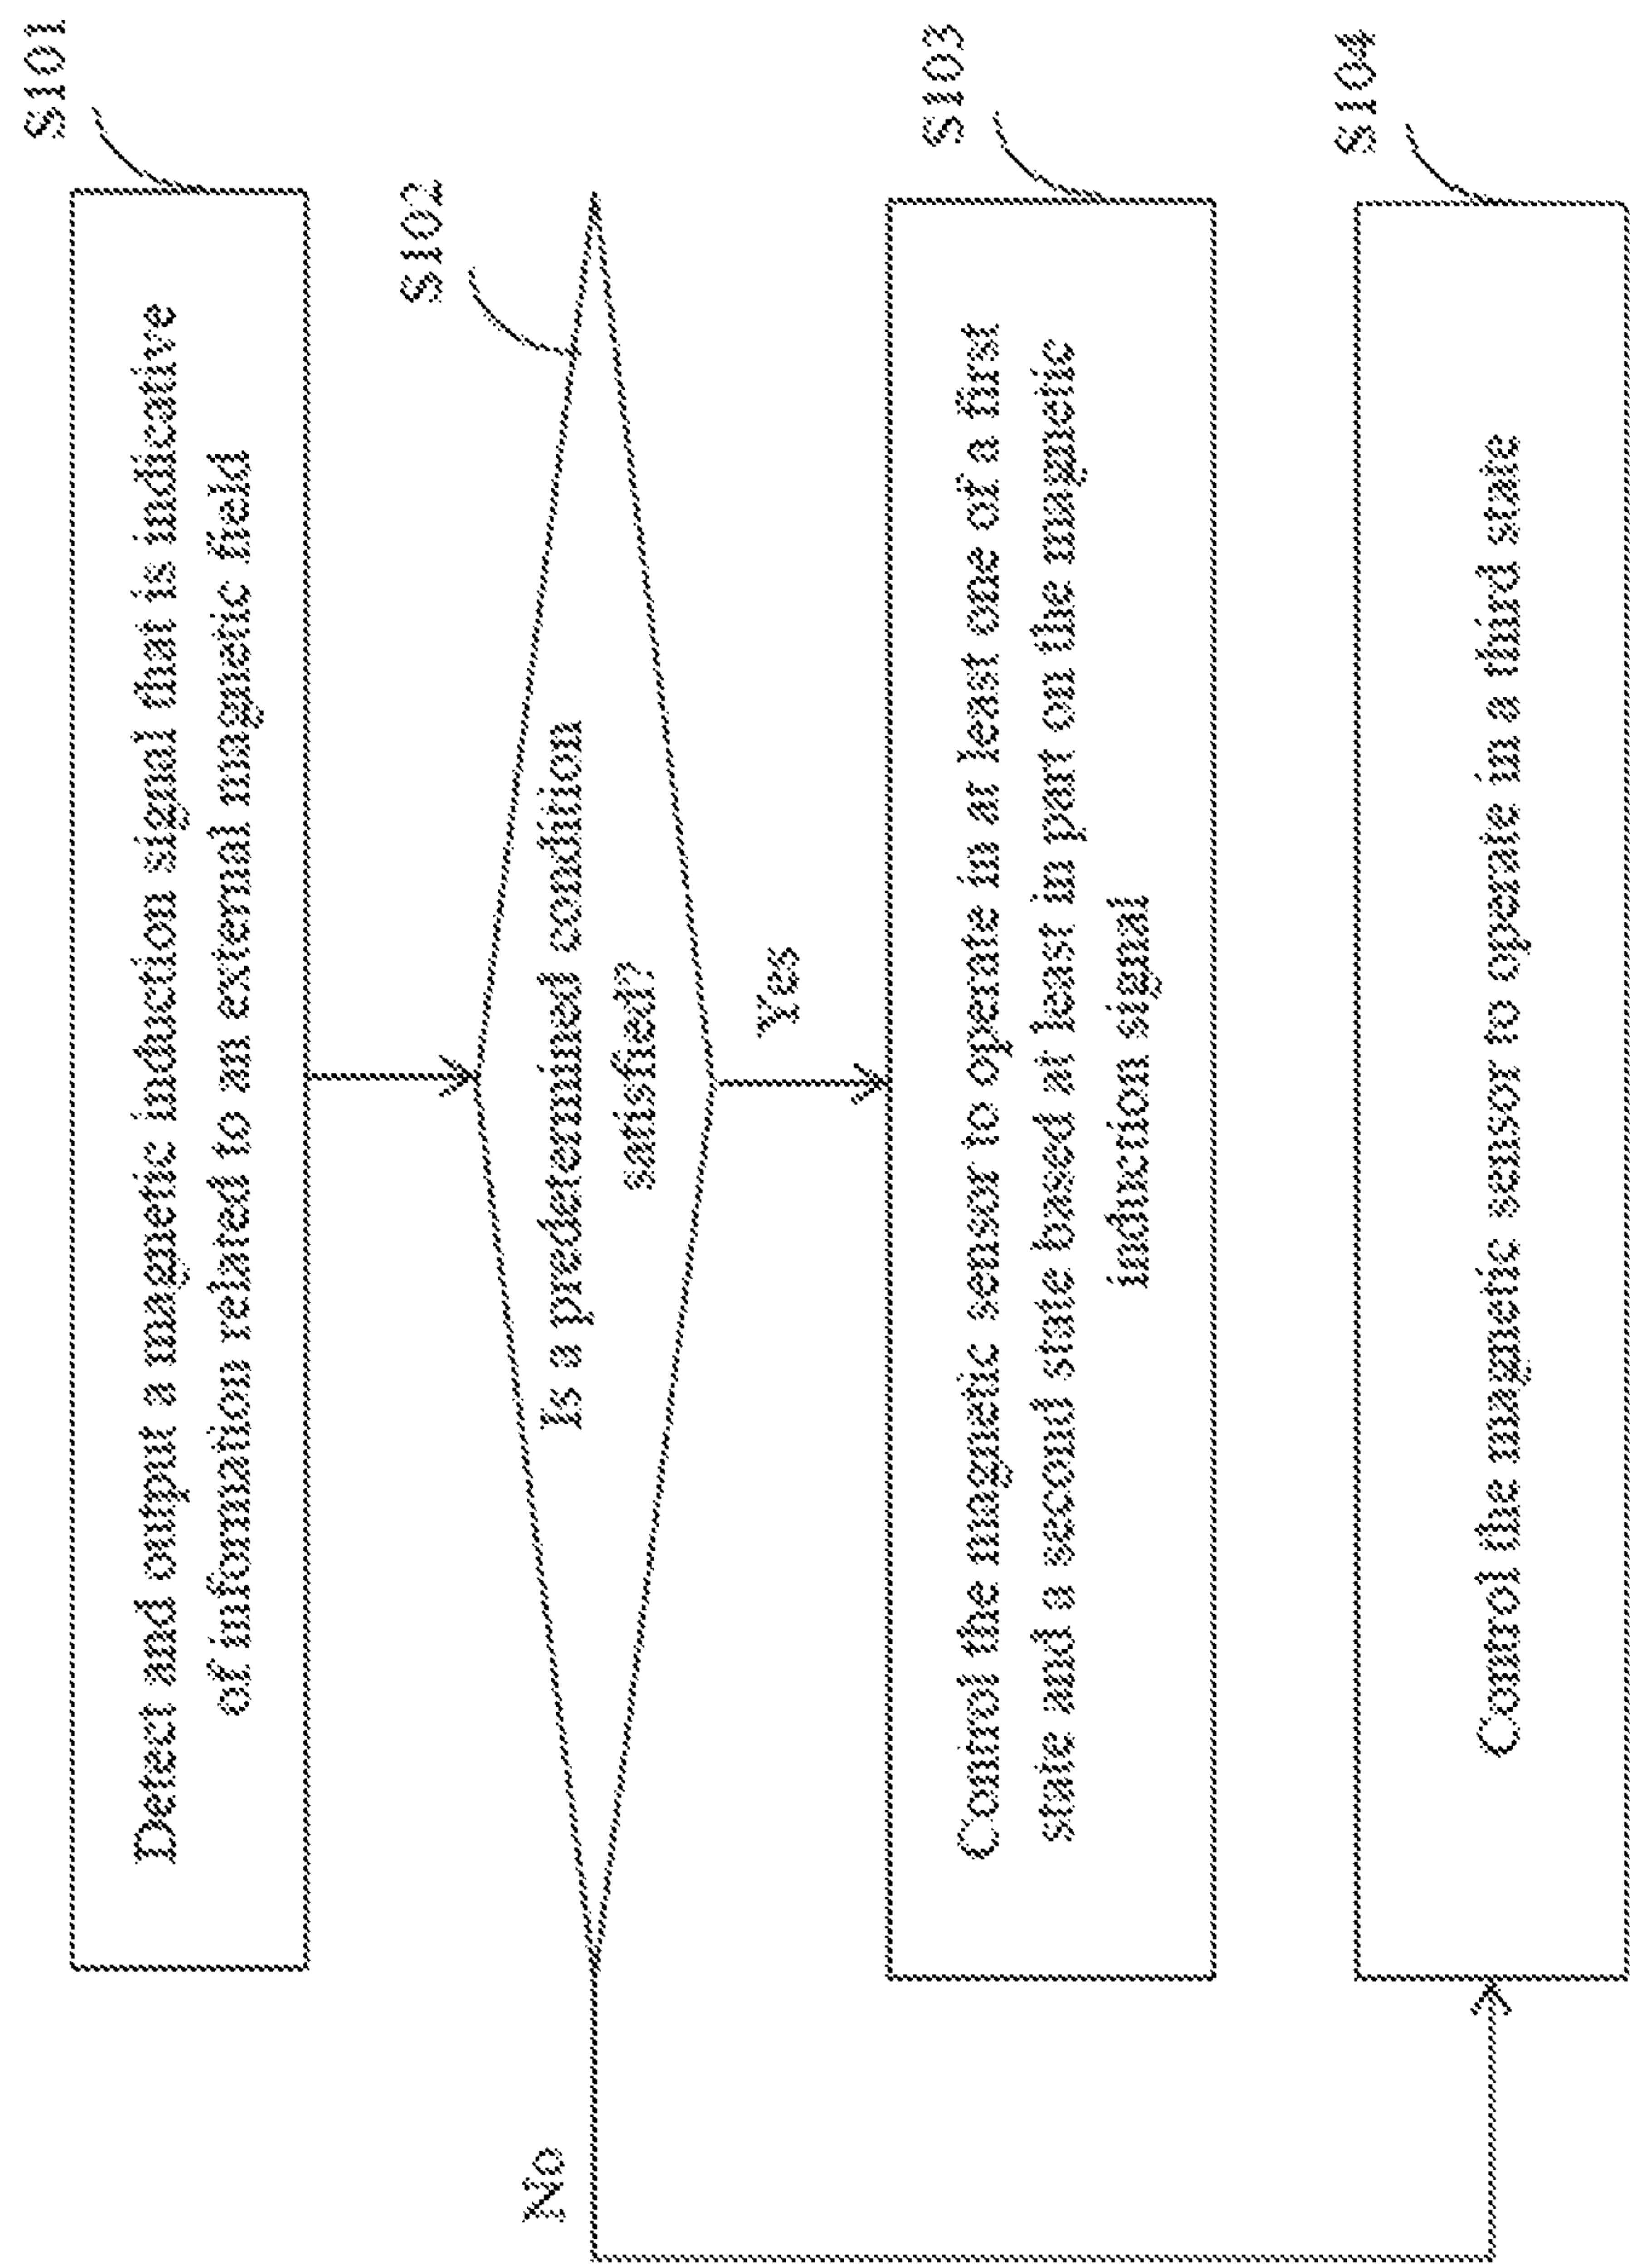 S101
Detect and output a magnetic induction signal that is indicative
of information related to an external magnetic field
S102
Is a predetermined condition
satisfied?
No
Yes
S103
Control the magnetic sensor to operate in at least one of a first
state and a second state based at least in part on the magnetic
induction signal
S104
Control the magnetic sensor to operate in a third state